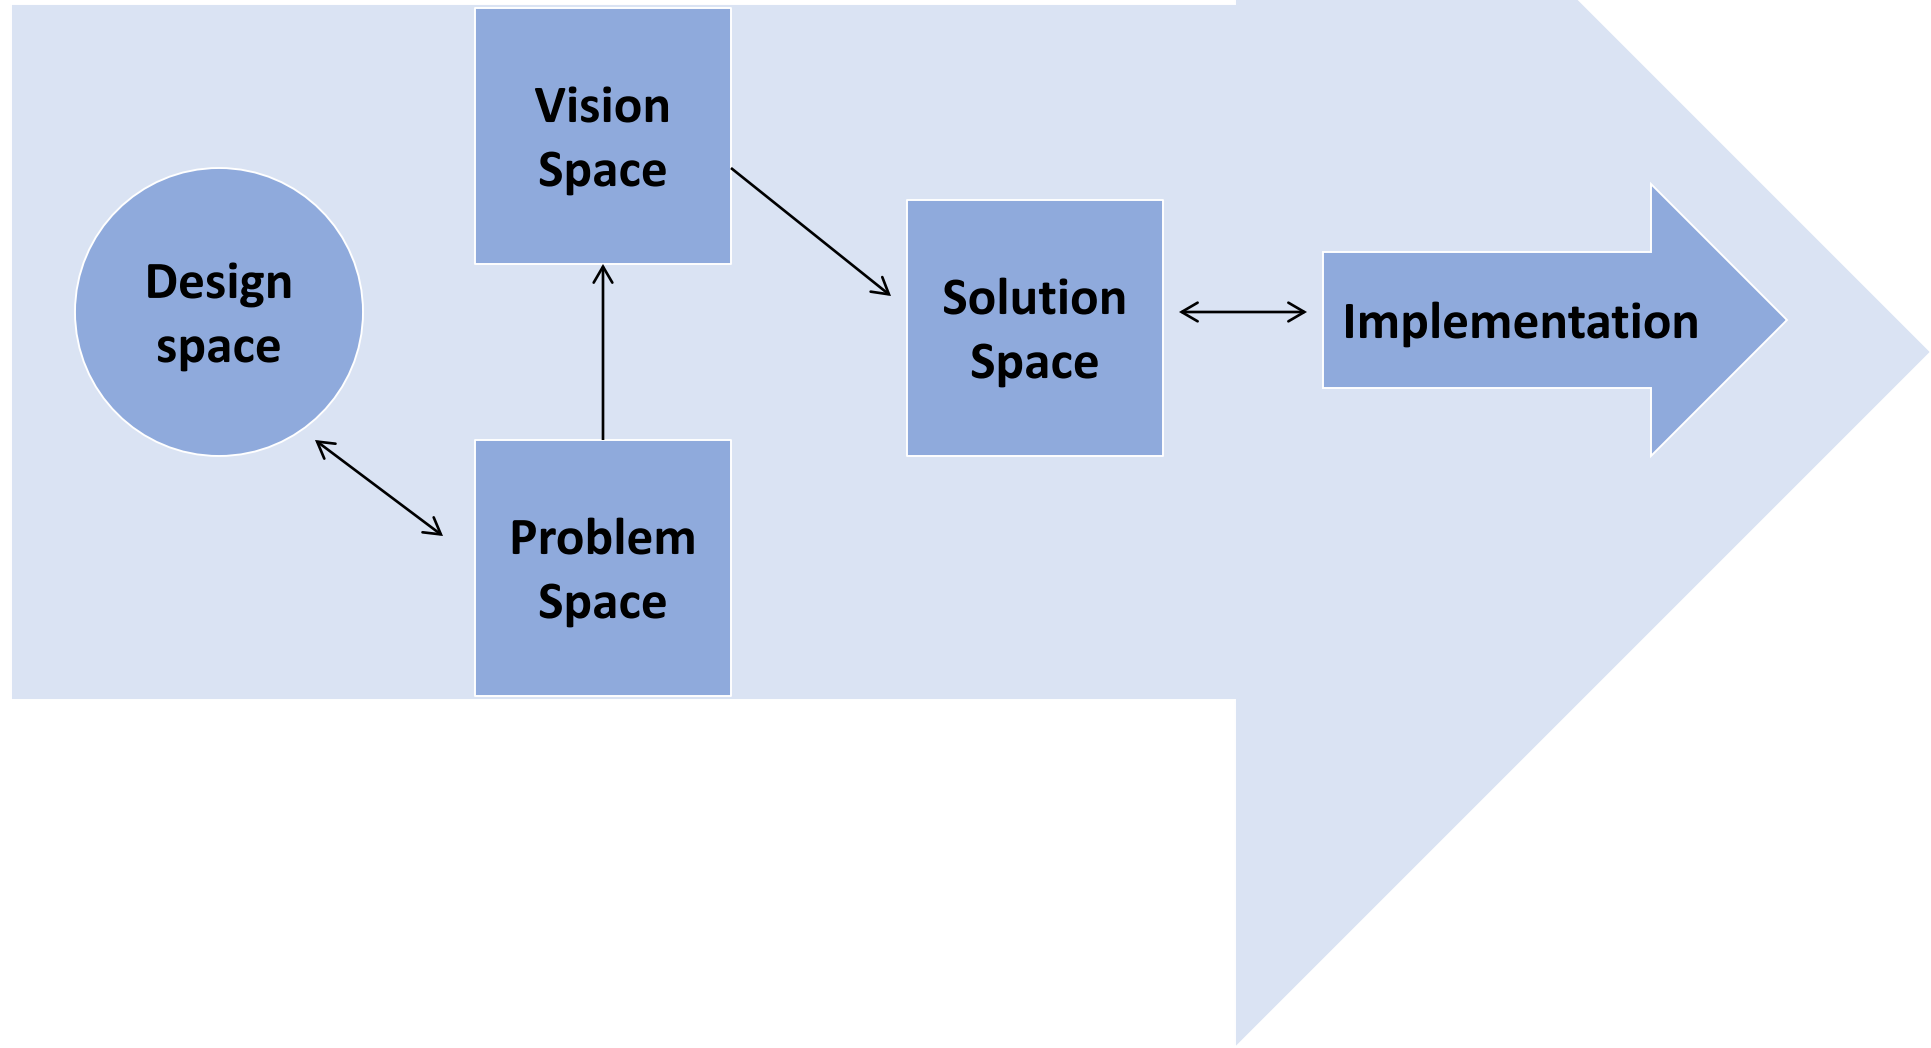 Vision
Space
Design
space
Solution
Space
Implementation
Problem
Space